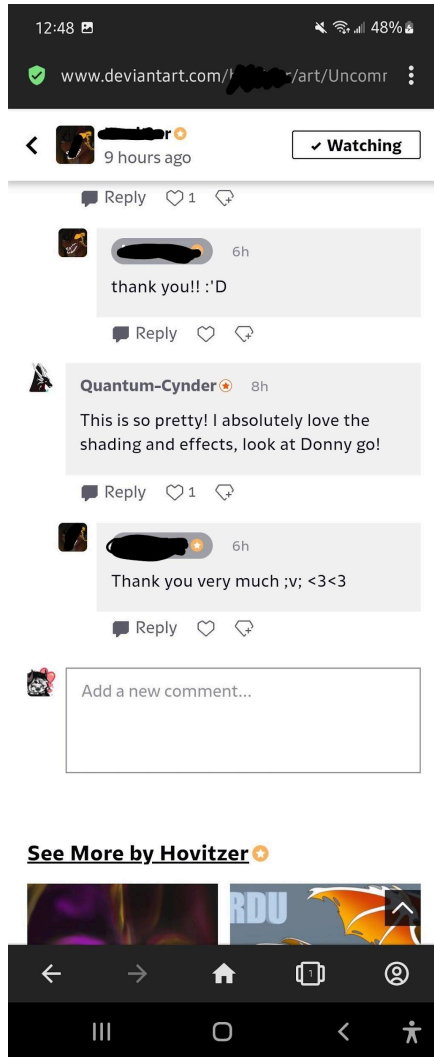 12:48 48%
www.deviantart.com/ /art/Uncomr
r
9 hours ago
✓ Watching
Reply 1
6h
thank you!! :'D
Reply
Quantum-Cynder 8h
This is so pretty! I absolutely love the
shading and effects, look at Donny go!
Reply 1
6h
Thank you very much ;v; <3<3
Reply
Add a new comment...
See More by Hovitzer
RDU
1